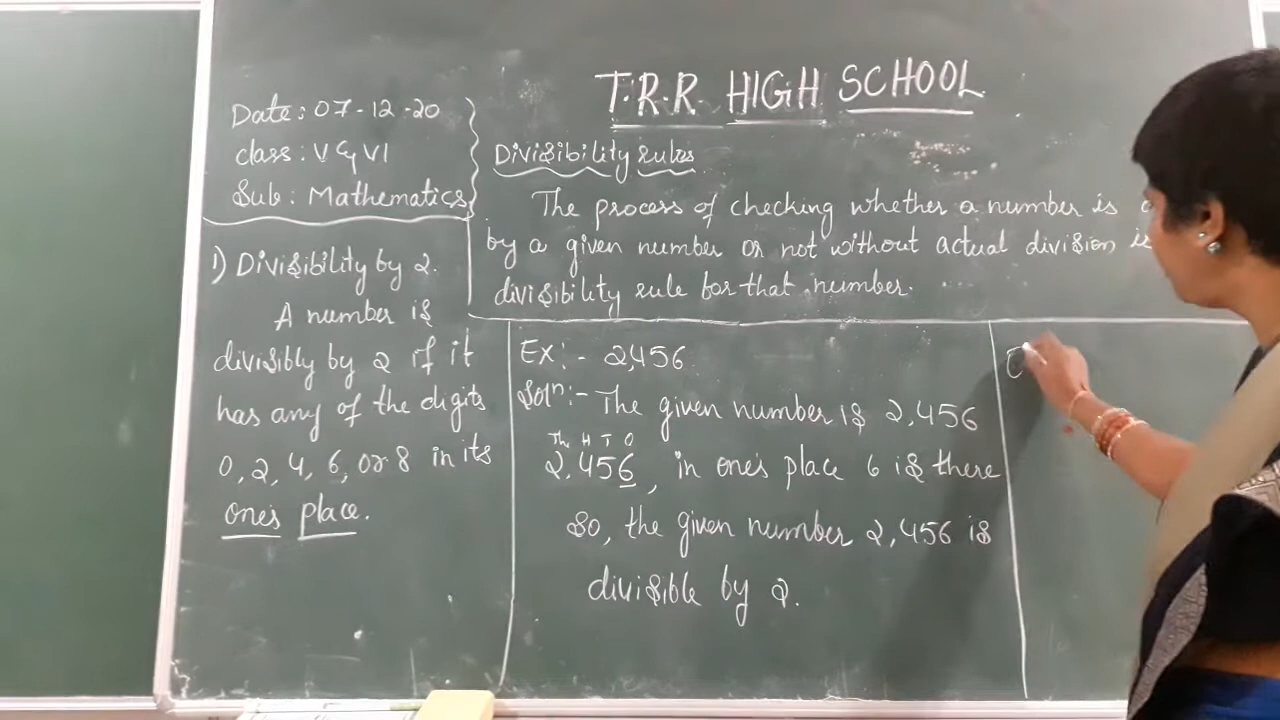 T.R.R. HIGH SCHOOL
Date: 07-12-20
class: V & VI
Sub: Mathematics
Divisibility rules
The process of checking whether a number is
by a given number or not without actual division is
divisibility rule for that number.
1) Divisibility by 2.
A number is
divisibly by 2 if it
has any of the digits
0, 2, 4, 6, or 8 in its
one's place.
Ex:- 2,456
Solⁿ:- The given number is 2,456
Th H T O
2,456, in one's place 6 is there
So, the given number 2,456 is
divisible by 2.